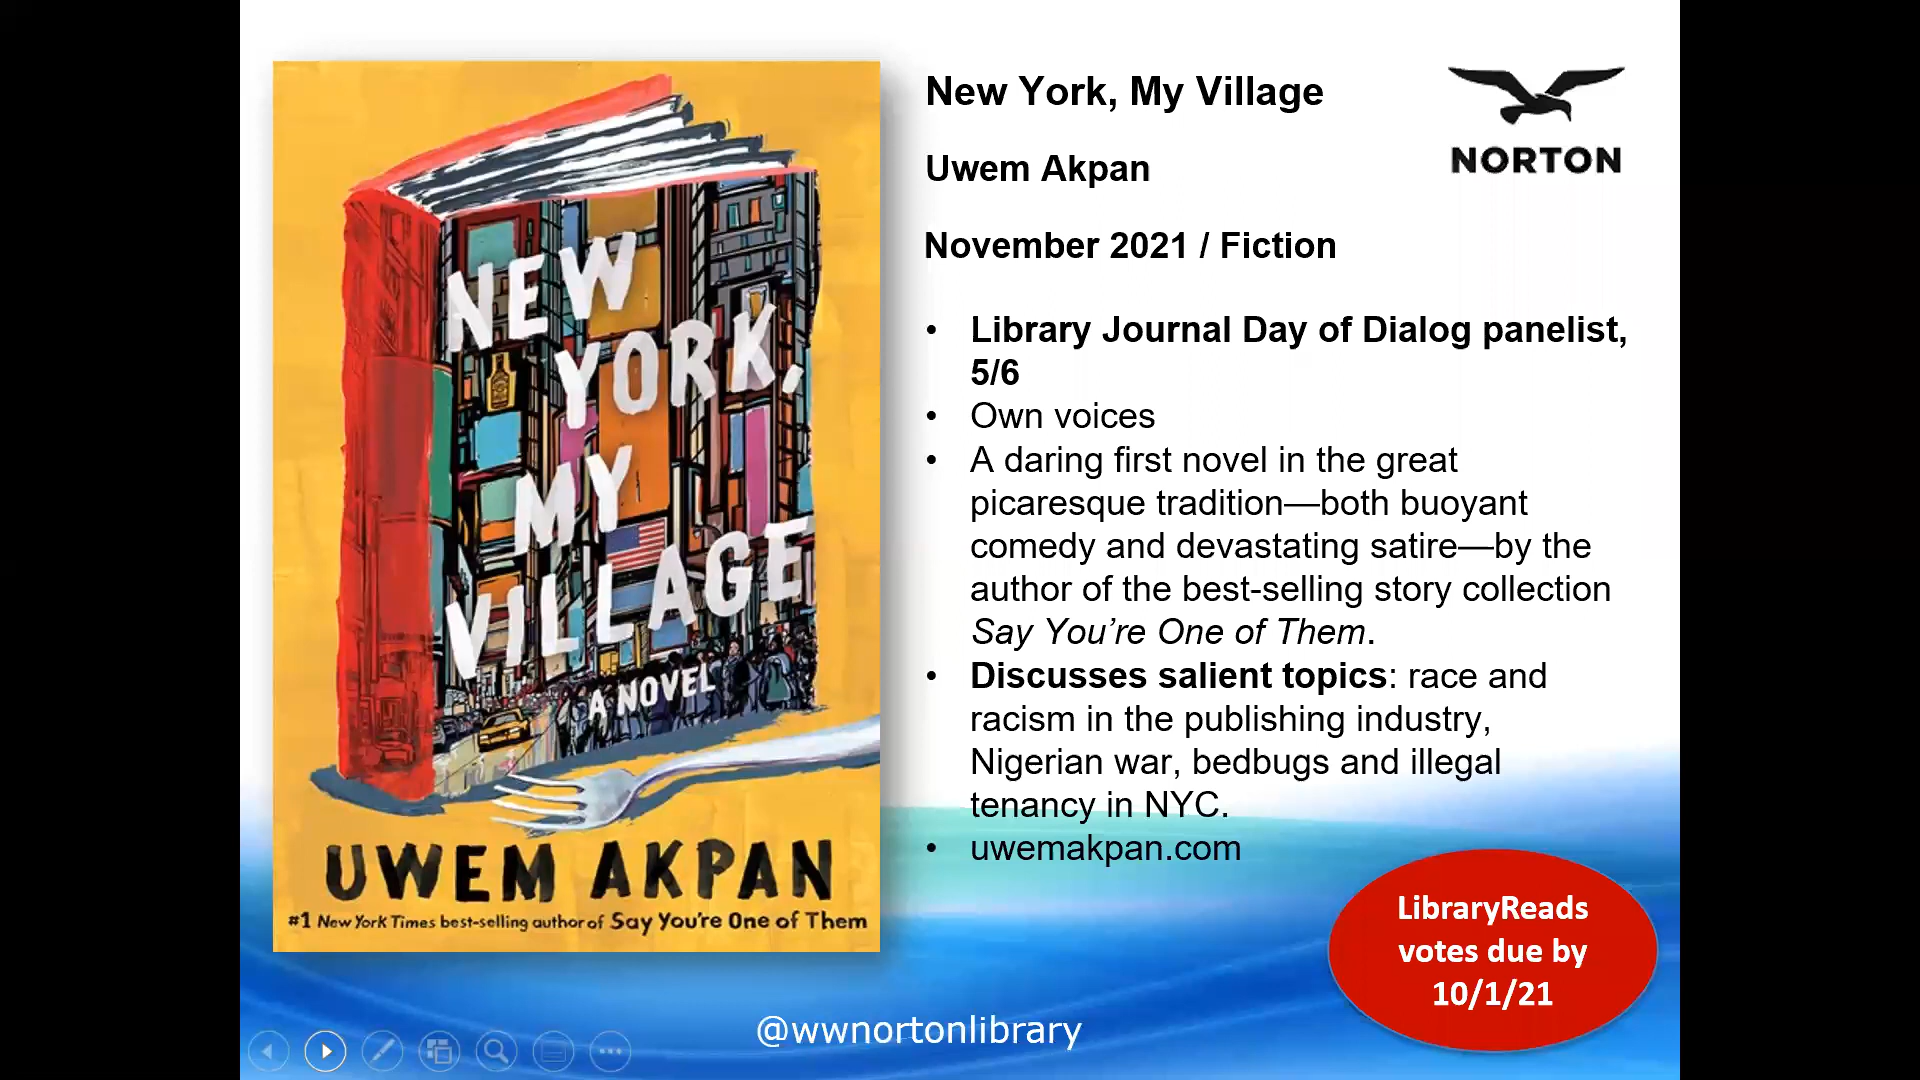 NEW
YORK,
MY
VILLAGE
A NOVEL
UWEM AKPAN
#1 New York Times best-selling author of Say You're One of Them
New York, My Village
Uwem Akpan
November 2021 / Fiction
NORTON
• Library Journal Day of Dialog panelist,
5/6
• Own voices
• A daring first novel in the great
picaresque tradition—both buoyant
comedy and devastating satire—by the
author of the best-selling story collection
Say You’re One of Them.
• Discusses salient topics: race and
racism in the publishing industry,
Nigerian war, bedbugs and illegal
tenancy in NYC.
• uwemakpan.com
LibraryReads
votes due by
10/1/21
@wwnortonlibrary